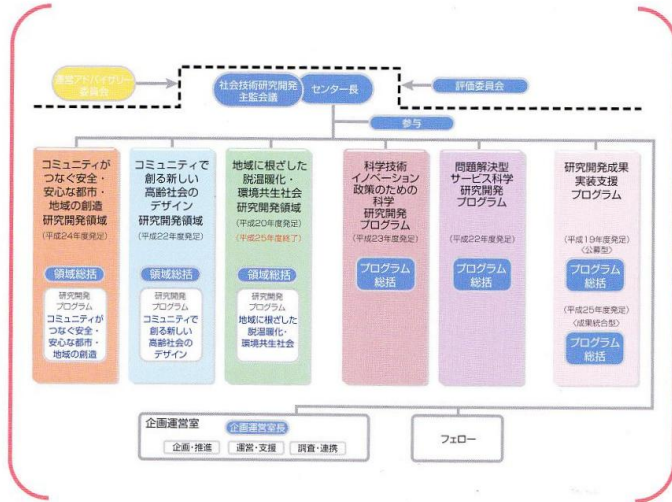 運営アドバイザリー
委員会
社会技術研究開発
主監会議
センター長
評価委員会
参与
コミュニティが
つなぐ安全・
安心な都市・
地域の創造
研究開発領域
(平成24年度発足)
領域総括
研究開発
プログラム
コミュニティが
つなぐ安全・
安心な都市・
地域の創造
コミュニティで
創る新しい
高齢社会の
デザイン
研究開発領域
(平成22年度発足)
領域総括
研究開発
プログラム
コミュニティで
創る新しい
高齢社会の
デザイン
地域に根ざした
脱温暖化・
環境共生社会
研究開発領域
(平成20年度発足)
(平成25年度終了)
領域総括
研究開発
プログラム
地域に根ざした
脱温暖化・
環境共生社会
科学技術
イノベーション
政策のための
科学
研究開発
プログラム
(平成23年度発足)
プログラム
総括
問題解決型
サービス科学
研究開発
プログラム
(平成22年度発足)
プログラム
総括
研究開発成果
実装支援
プログラム
(平成19年度発足)
〈公募型〉
プログラム
総括
(平成25年度発足)
〈成果統合型〉
プログラム
総括
企画運営室
企画運営室長
企画・推進
運営・支援
調査・連携
フェロー